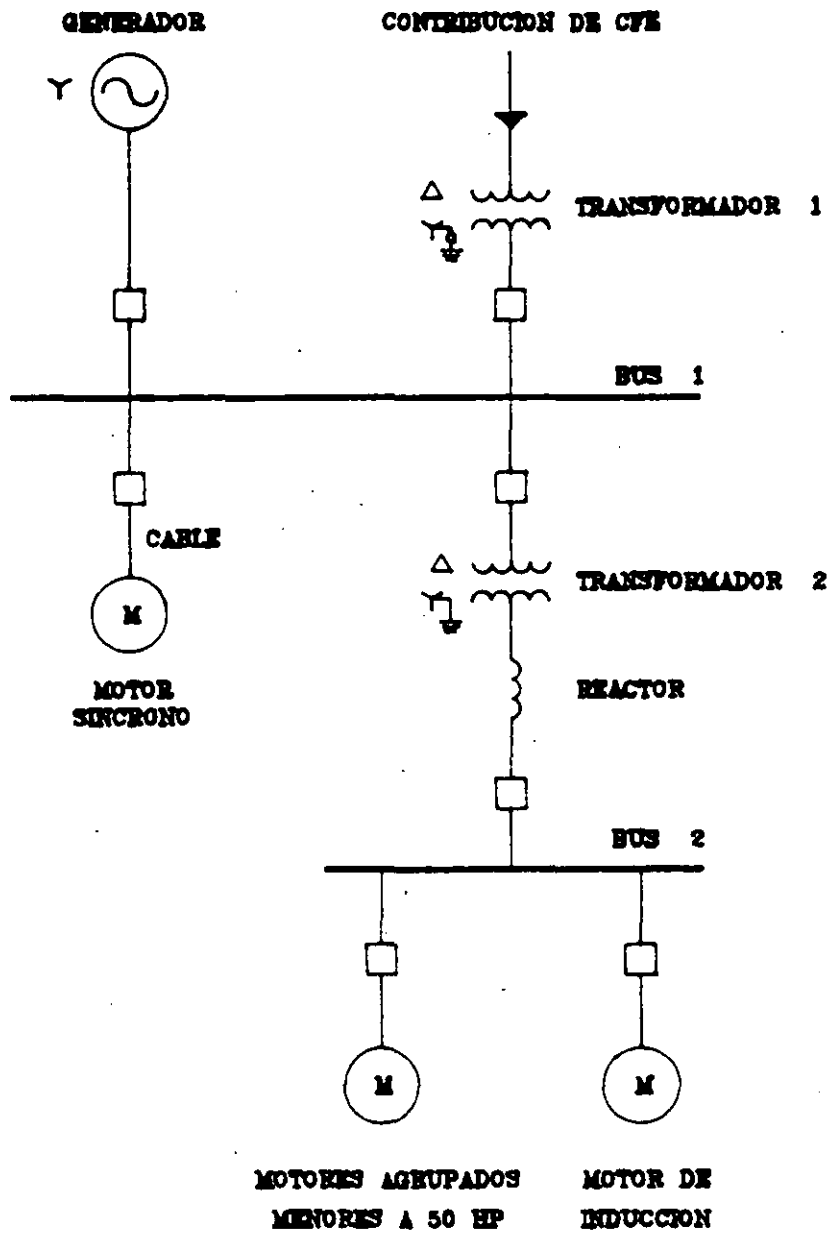 GENERADOR
CONTRIBUCION DE CFE
TRANSFORMADOR 1
BUS 1
CABLE
TRANSFORMADOR 2
M
MOTOR
SINCRONO
REACTOR
BUS 2
M
M
MOTORES AGRUPADOS
MENORES A 50 HP
MOTOR DE
INDUCCION